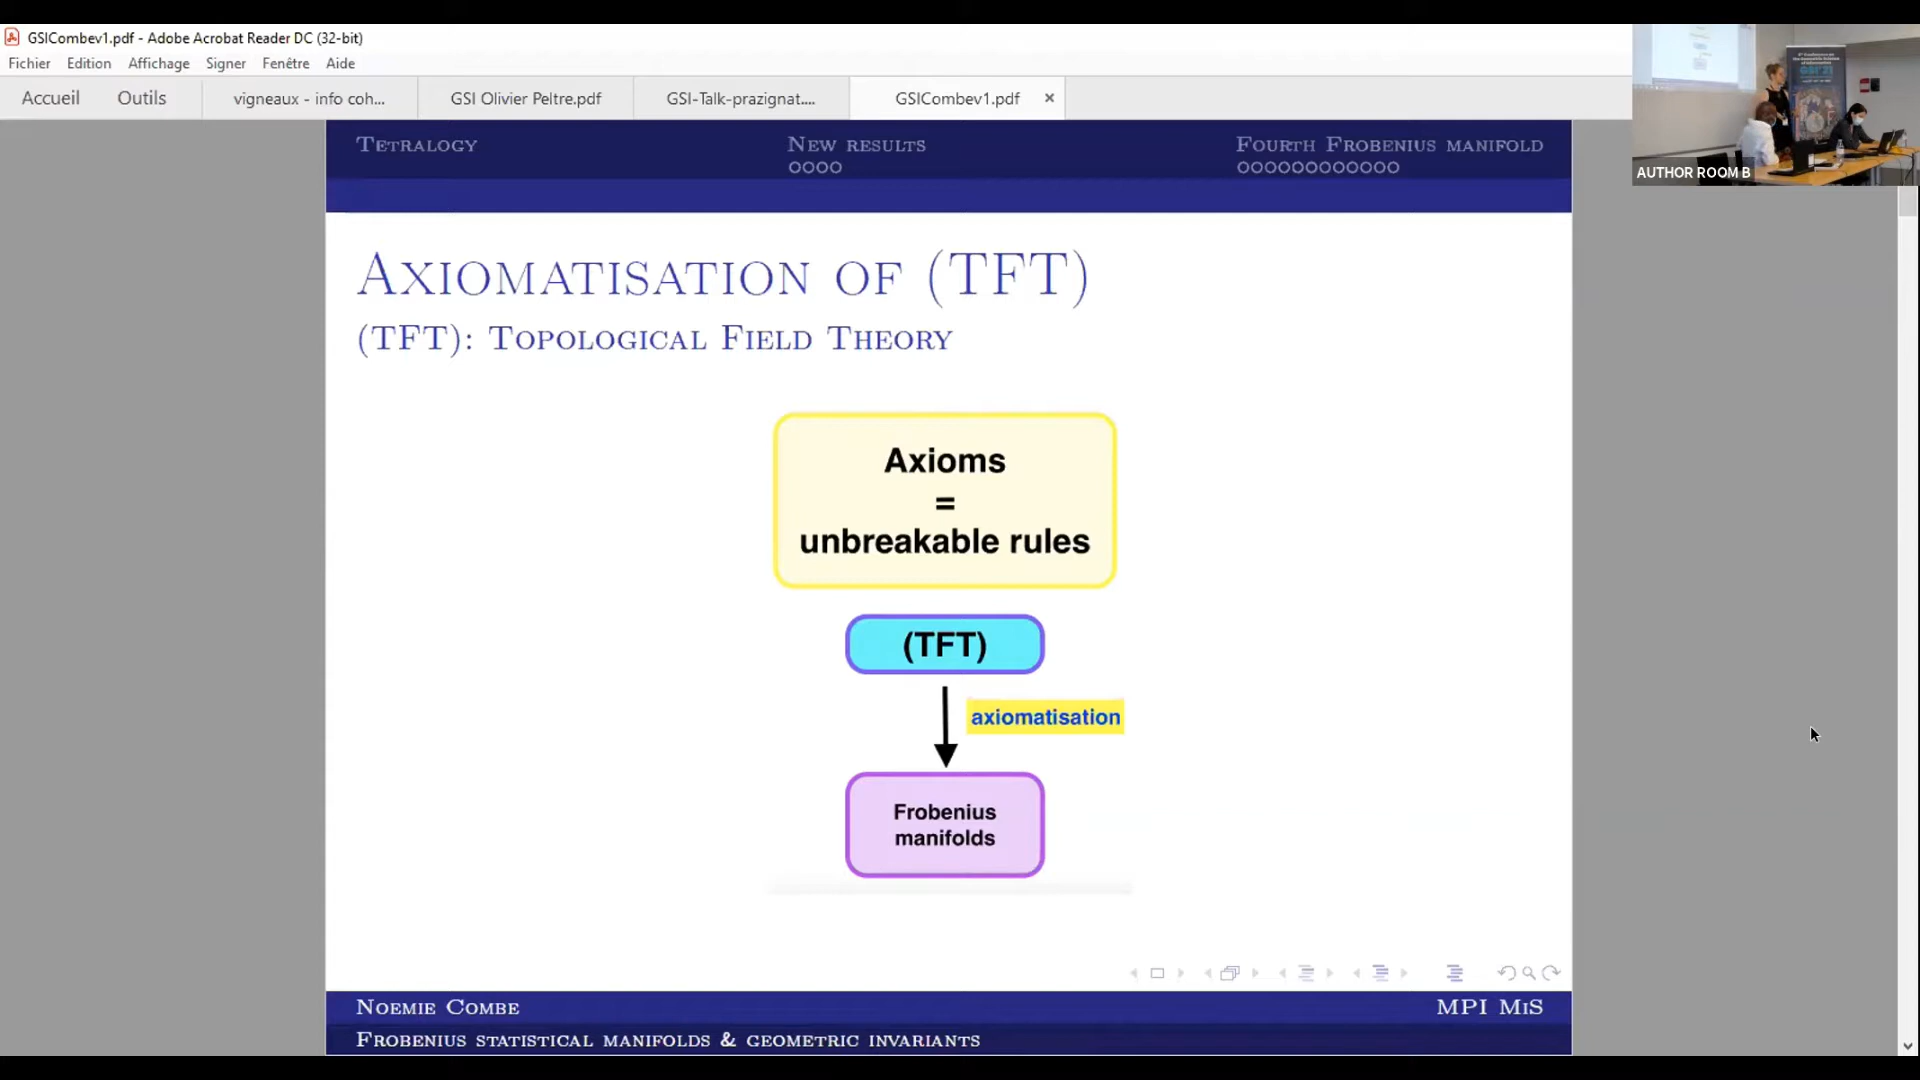 GSICombev1.pdf - Adobe Acrobat Reader DC (32-bit)
Fichier Edition Affichage Signer Fenêtre Aide
Accueil Outils vigneaux - info coh... GSI Olivier Peltre.pdf GSI-Talk-prazignat.... GSICombev1.pdf
AUTHOR ROOM B
Tetralogy New results Fourth Frobenius manifold
Axiomatisation of (TFT)
(TFT): Topological Field Theory
Axioms
=
unbreakable rules
(TFT)
axiomatisation
Frobenius
manifolds
Noemie Combe MPI MiS
Frobenius statistical manifolds & geometric invariants